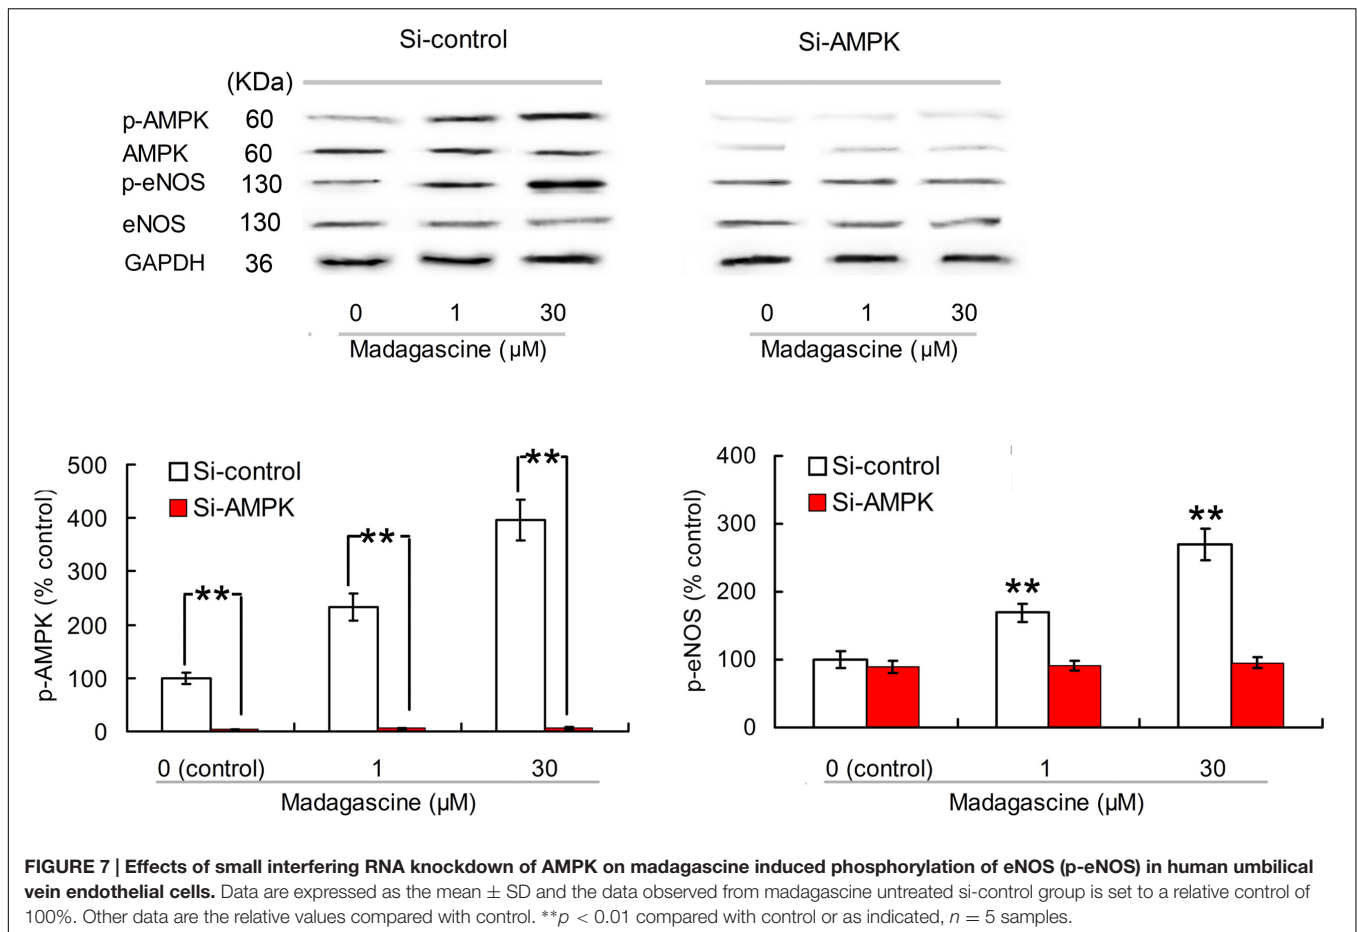 Si-control Si-AMPK
(KDa)
p-AMPK 60
AMPK 60
p-eNOS 130
eNOS 130
GAPDH 36
0 1 30 0 1 30
Madagascine (µM) Madagascine (µM)
500
400
300
200
100
0
p-AMPK (% control)
Si-control
Si-AMPK
**
**
**
0 (control) 1 30
Madagascine (µM)
400
300
200
100
0
p-eNOS (% control)
Si-control
Si-AMPK
**
**
0 (control) 1 30
Madagascine (µM)
FIGURE 7 | Effects of small interfering RNA knockdown of AMPK on madagascine induced phosphorylation of eNOS (p-eNOS) in human umbilical
vein endothelial cells. Data are expressed as the mean ± SD and the data observed from madagascine untreated si-control group is set to a relative control of
100%. Other data are the relative values compared with control. **p < 0.01 compared with control or as indicated, n = 5 samples.